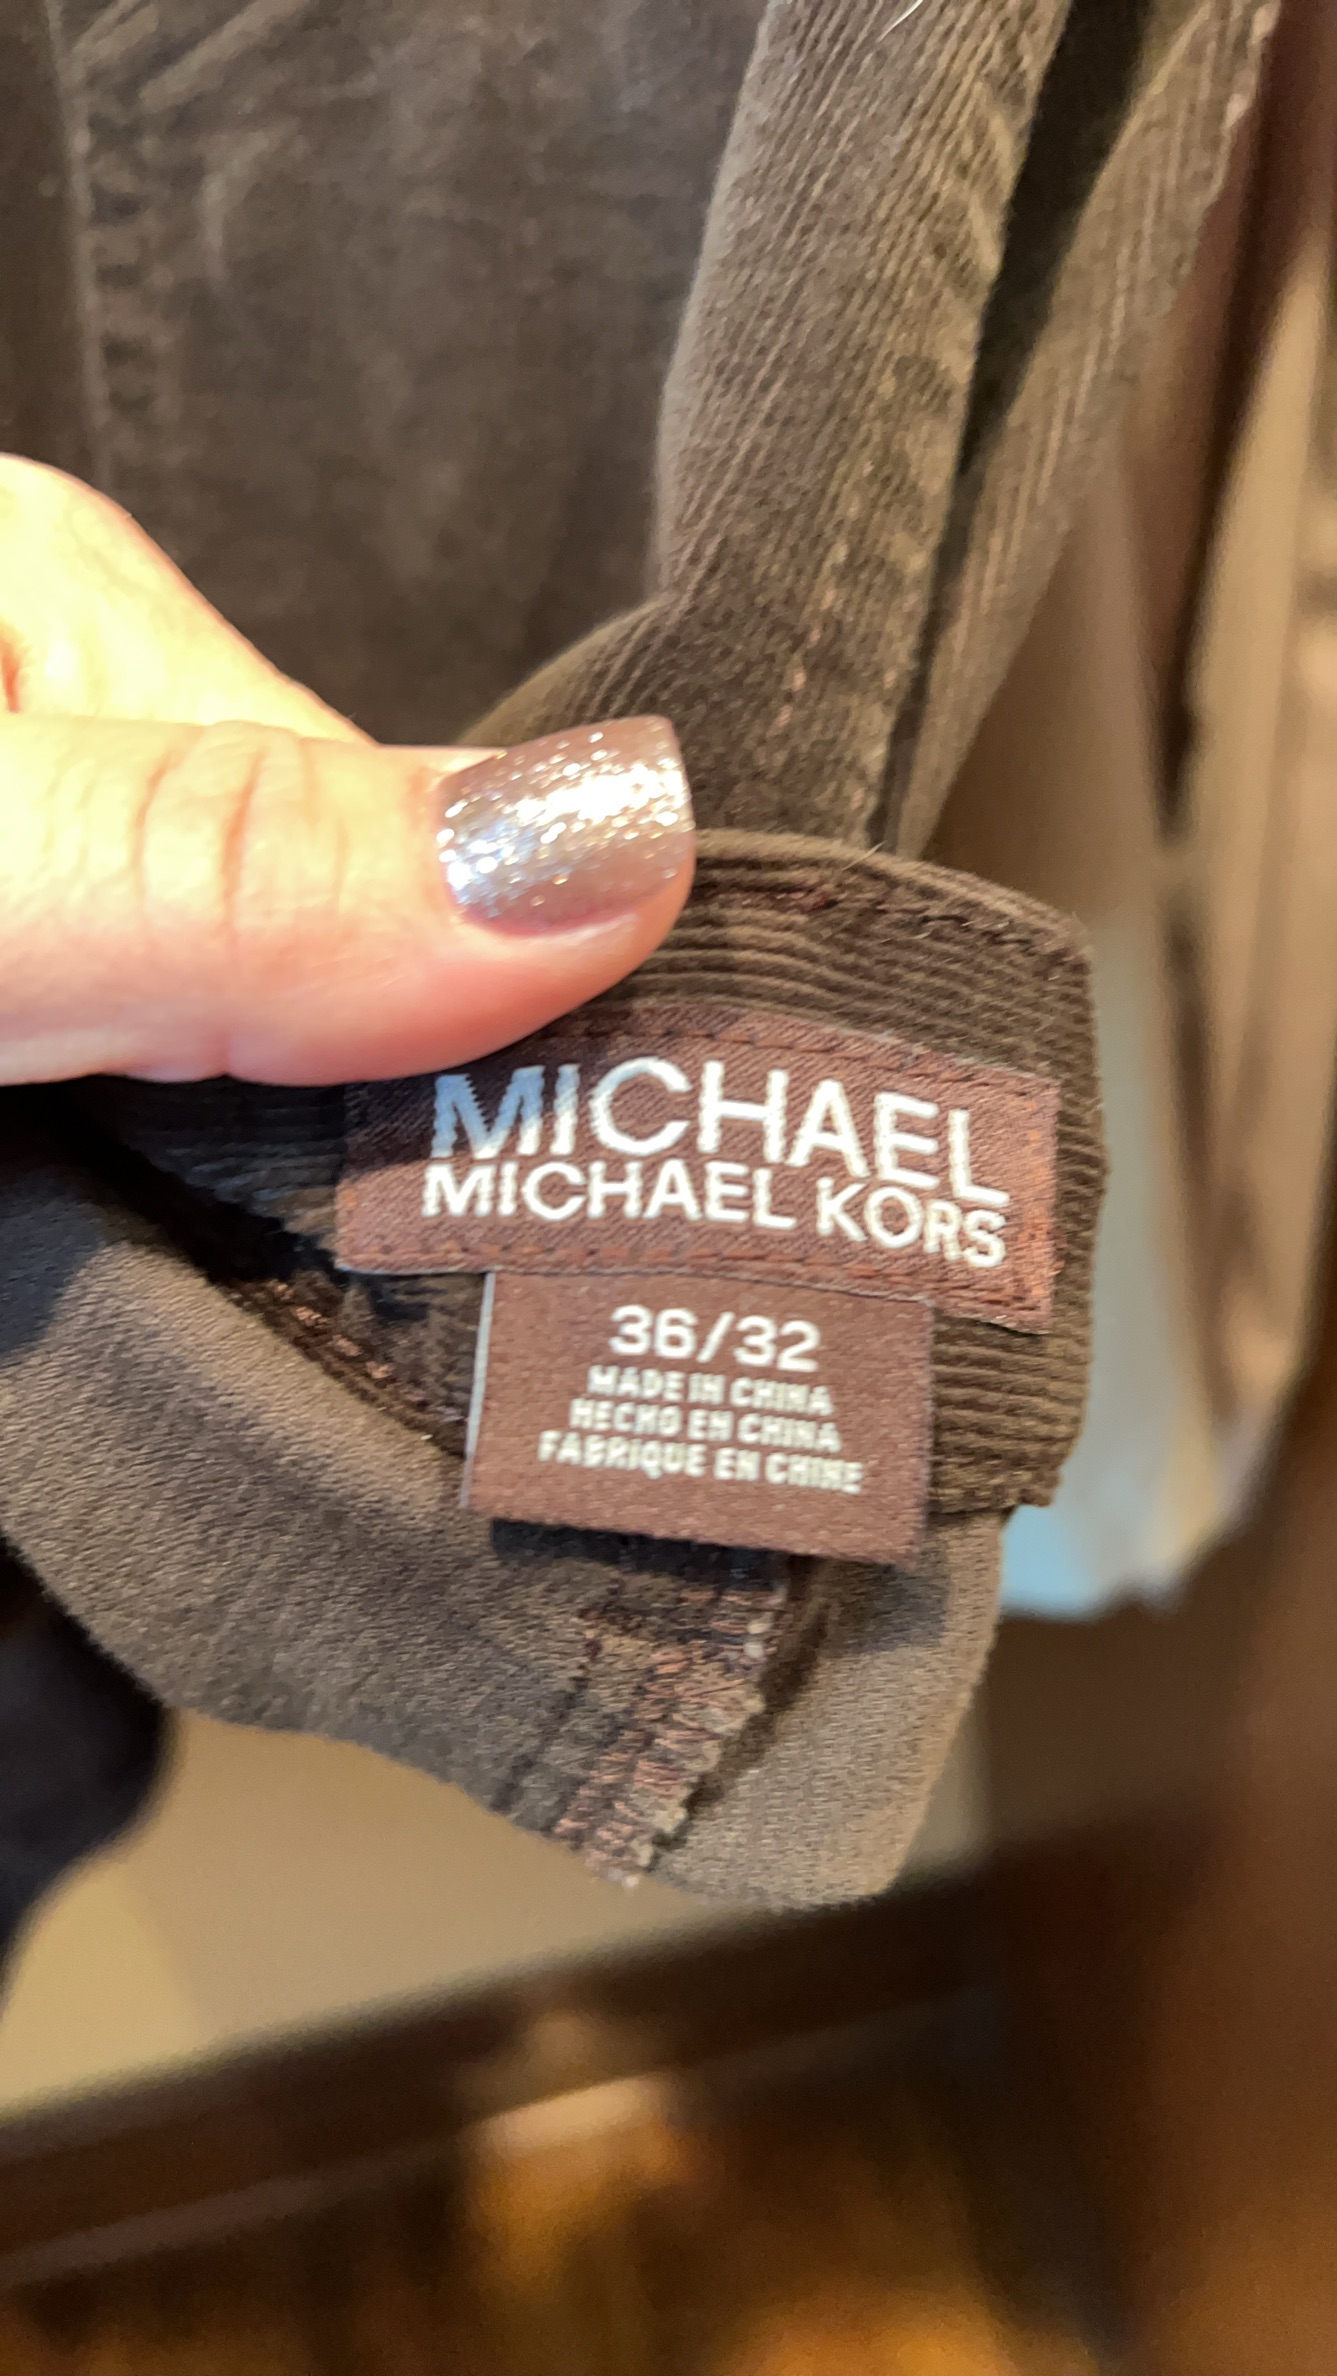 MICHAEL
MICHAEL KORS
36/32
MADE IN CHINA
HECHO EN CHINA
FABRIQUE EN CHINE